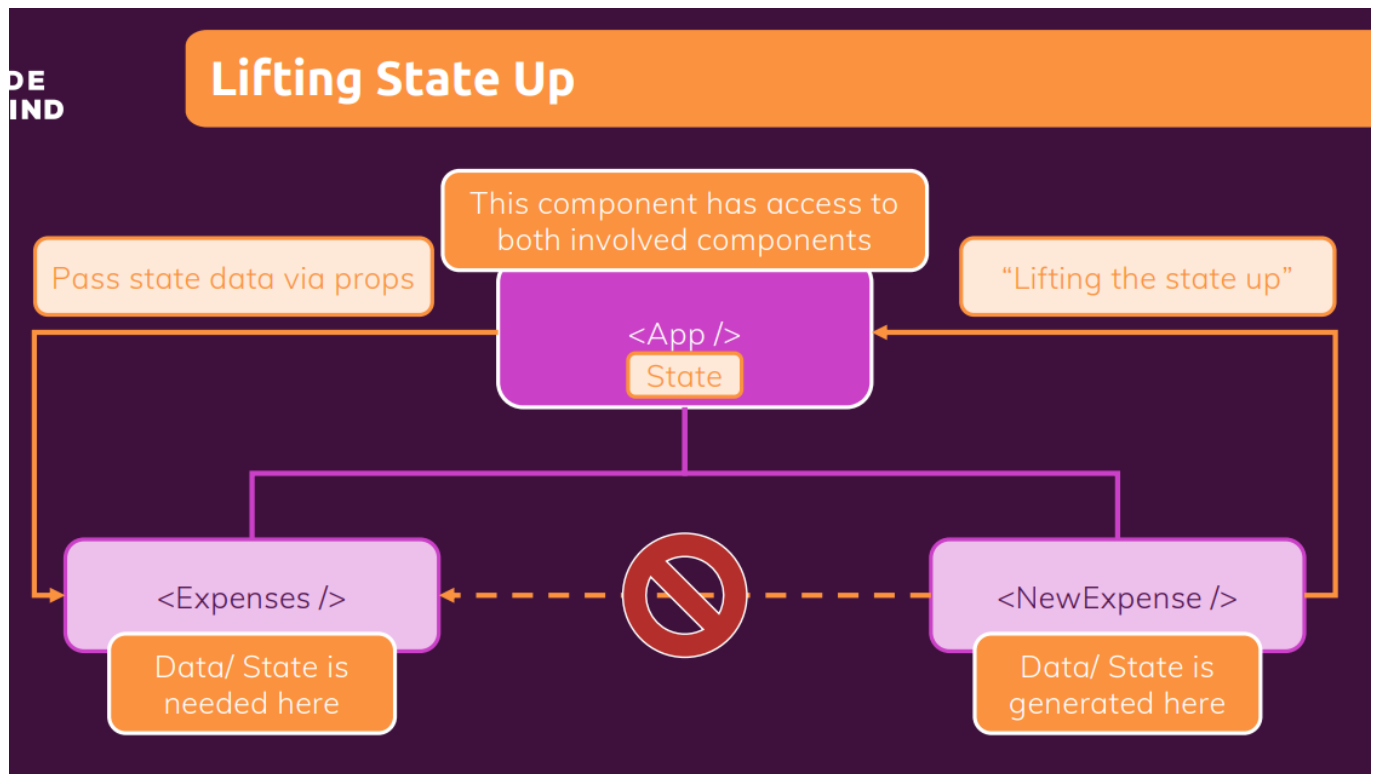 DE
IND
Lifting State Up
This component has access to
both involved components
Pass state data via props
“Lifting the state up”
<App />
State
<Expenses />
<NewExpense />
Data/ State is
needed here
Data/ State is
generated here